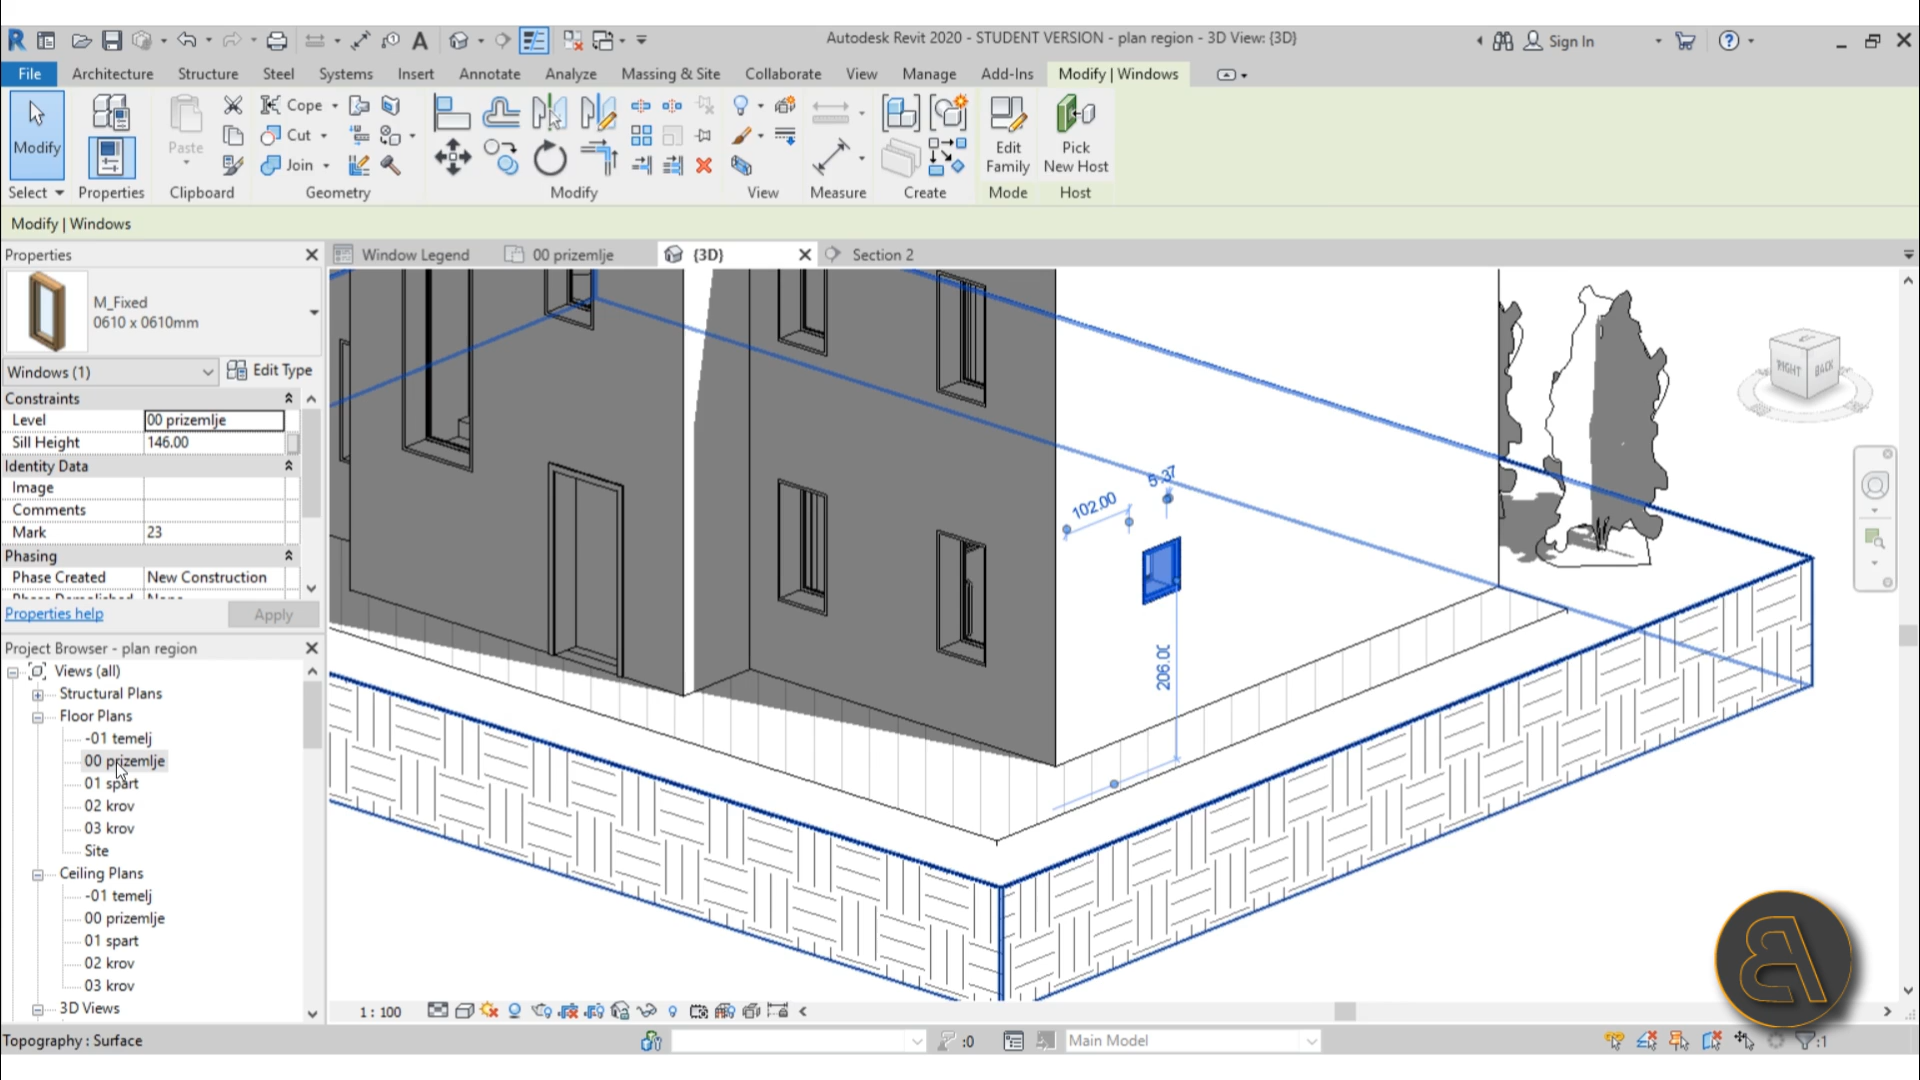 Autodesk Revit 2020 - STUDENT VERSION - plan region - 3D View: {3D}
Sign In
File Architecture Structure Steel Systems Insert Annotate Analyze Massing & Site Collaborate View Manage Add-Ins Modify | Windows
Modify
Paste
Cope
Cut
Join
Edit Family
Pick New Host
Select Properties Clipboard Geometry Modify View Measure Create Mode Host
Modify | Windows
Properties
Window Legend
00 prizemlje
{3D}
Section 2
M_Fixed
0610 x 0610mm
Windows (1)
Edit Type
Constraints
Level 00 prizemlje
Sill Height 146.00
Identity Data
Image
Comments
Mark 23
Phasing
Phase Created New Construction
Properties help
Apply
Project Browser - plan region
Views (all)
Structural Plans
Floor Plans
-01 temelj
00 prizemlje
01 spart
02 krov
03 krov
Site
Ceiling Plans
-01 temelj
00 prizemlje
01 spart
02 krov
03 krov
3D Views
102.00
5.37
206.00
RIGHT
BACK
1 : 100
Topography : Surface
:0
Main Model
:1